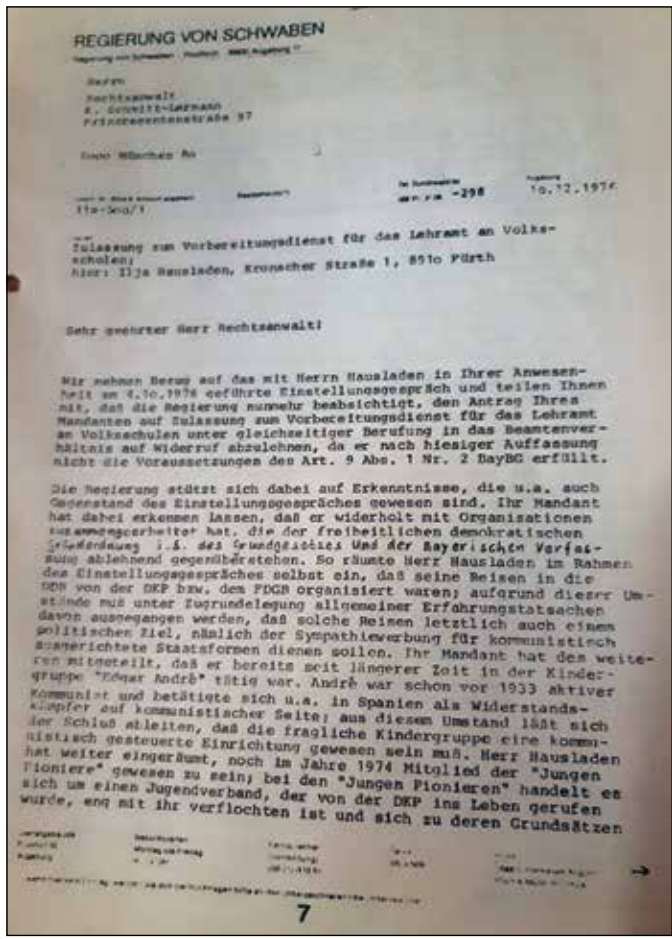 REGIERUNG VON SCHWABEN
Regierung von Schwaben Postfach 8900 Augsburg
Herrn
Rechtsanwalt
K. Schmitt-Lermann
Prinzregentenstraße 97
8000 München 80
-298
10.12.1976
Zulassung zum Vorbereitungsdienst für das Lehramt an Volks-
schulen;
hier: Ilja Hausladen, Kronacher Straße 1, 851o Fürth
Sehr geehrter Herr Rechtsanwalt!
Wir nehmen Bezug auf das mit Herrn Hausladen in Ihrer Anwesen-
heit am 4.1o.1976 geführte Einstellungsgespräch und teilen Ihnen
mit, daß die Regierung nunmehr beabsichtigt, den Antrag Ihres
Mandanten auf Zulassung zum Vorbereitungsdienst für das Lehramt
an Volksschulen unter gleichzeitiger Berufung in das Beamtenver-
hältnis auf Widerruf abzulehnen, da er nach hiesiger Auffassung
nicht die Voraussetzungen des Art. 9 Abs. 1 Nr. 2 BayBG erfüllt.
Die Regierung stützt sich dabei auf Erkenntnisse, die u.a. auch
Gegenstand des Einstellungsgespräches gewesen sind. Ihr Mandant
hat dabei erkennen lassen, daß er widerholt mit Organisationen
zusammengearbeitet hat, die der freiheitlichen demokratischen
Grundordnung i.S. des Grundgesetzes und der Bayerischen Verfas-
sung ablehnend gegenüberstehen. So räumte Herr Hausladen im Rahmen
des Einstellungsgespräches selbst ein, daß seine Reisen in die
DDR von der DKP bzw. dem FDGB organisiert waren; aufgrund dieser Um-
stände muß unter Zugrundelegung allgemeiner Erfahrungstatsachen
davon ausgegangen werden, daß solche Reisen letztlich auch einem
politischen Ziel, nämlich der Sympathiewerbung für kommunistisch
ausgerichtete Staatsformen dienen sollen. Ihr Mandant hat des weite-
ren mitgeteilt, daß er bereits seit längerer Zeit in der Kinder-
gruppe "Edgar André" tätig war. André war schon vor 1933 aktiver
Kommunist und betätigte sich u.a. in Spanien als Widerstands-
kämpfer auf kommunistischer Seite; aus diesem Umstand läßt sich
der Schluß ableiten, daß die fragliche Kindergruppe eine kommu-
nistisch gesteuerte Einrichtung gewesen sein muß. Herr Hausladen
hat weiter eingeräumt, noch im Jahre 1974 Mitglied der "Jungen
Pioniere" gewesen zu sein; bei den "Jungen Pionieren" handelt es
sich um einen Jugendverband, der von der DKP ins Leben gerufen
wurde, eng mit ihr verflochten ist und sich zu deren Grundsätzen
7